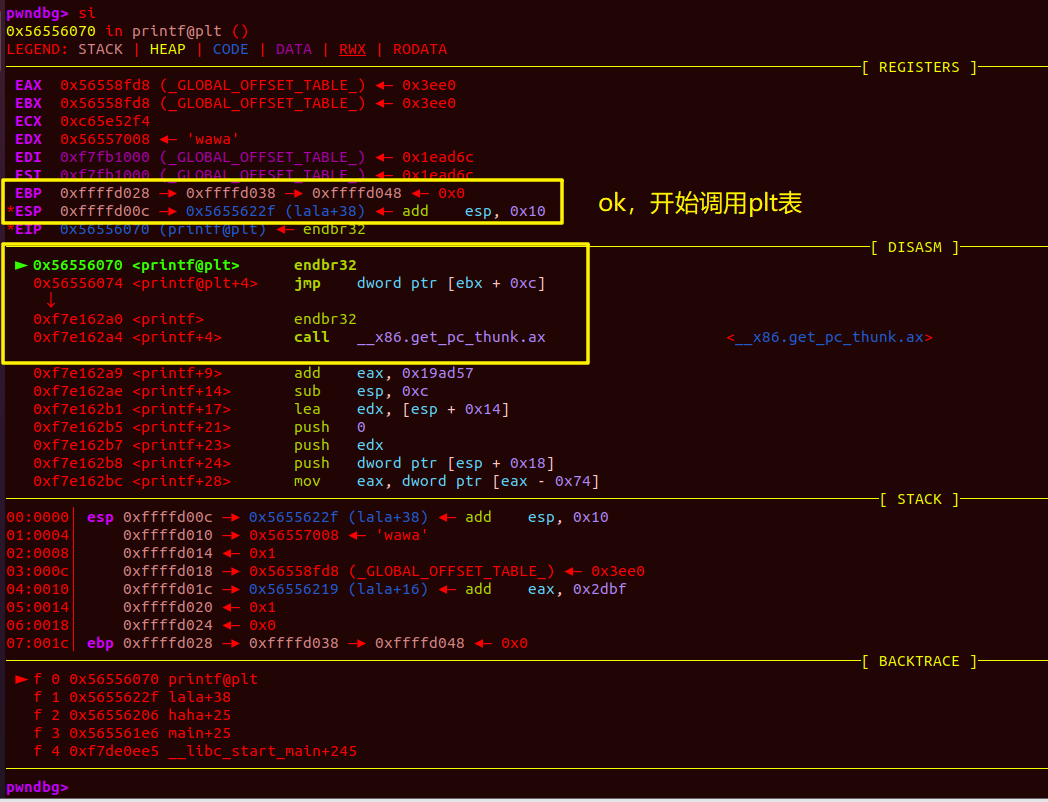 pwndbg> si
0x56556070 in printf@plt ()
LEGEND: STACK | HEAP | CODE | DATA | RWX | RODATA
[ REGISTERS ]
EAX  0x56558fd8 (_GLOBAL_OFFSET_TABLE_) ◂— 0x3ee0
EBX  0x56558fd8 (_GLOBAL_OFFSET_TABLE_) ◂— 0x3ee0
ECX  0xc65e52f4
EDX  0x56557008 ◂— 'wawa'
EDI  0xf7fb1000 (_GLOBAL_OFFSET_TABLE_) ◂— 0x1ead6c
ESI  0xf7fb1000 (_GLOBAL_OFFSET_TABLE_) ◂— 0x1ead6c
EBP  0xffffd028 —▸ 0xffffd038 —▸ 0xffffd048 ◂— 0x0
*ESP  0xffffd00c —▸ 0x5655622f (lala+38) ◂— add    esp, 0x10
ok，开始调用plt表
*EIP  0x56556070 (printf@plt) ◂— endbr32
[ DISASM ]
► 0x56556070 <printf@plt>      endbr32
0x56556074 <printf@plt+4>    jmp    dword ptr [ebx + 0xc]
↓
0xf7e162a0 <printf>          endbr32
0xf7e162a4 <printf+4>        call   __x86.get_pc_thunk.ax                    <__x86.get_pc_thunk.ax>
0xf7e162a9 <printf+9>        add    eax, 0x19ad57
0xf7e162ae <printf+14>       sub    esp, 0xc
0xf7e162b1 <printf+17>       lea    edx, [esp + 0x14]
0xf7e162b5 <printf+21>       push   0
0xf7e162b7 <printf+23>       push   edx
0xf7e162b8 <printf+24>       push   dword ptr [esp + 0x18]
0xf7e162bc <printf+28>       mov    eax, dword ptr [eax - 0x74]
[ STACK ]
00:0000│ esp 0xffffd00c —▸ 0x5655622f (lala+38) ◂— add    esp, 0x10
01:0004│     0xffffd010 —▸ 0x56557008 ◂— 'wawa'
02:0008│     0xffffd014 ◂— 0x1
03:000c│     0xffffd018 —▸ 0x56558fd8 (_GLOBAL_OFFSET_TABLE_) ◂— 0x3ee0
04:0010│     0xffffd01c —▸ 0x56556219 (lala+16) ◂— add    eax, 0x2dbf
05:0014│     0xffffd020 ◂— 0x1
06:0018│     0xffffd024 ◂— 0x0
07:001c│ ebp 0xffffd028 —▸ 0xffffd038 —▸ 0xffffd048 ◂— 0x0
[ BACKTRACE ]
► f 0 0x56556070 printf@plt
f 1 0x5655622f lala+38
f 2 0x56556206 haha+25
f 3 0x565561e6 main+25
f 4 0xf7de0ee5 __libc_start_main+245
pwndbg>